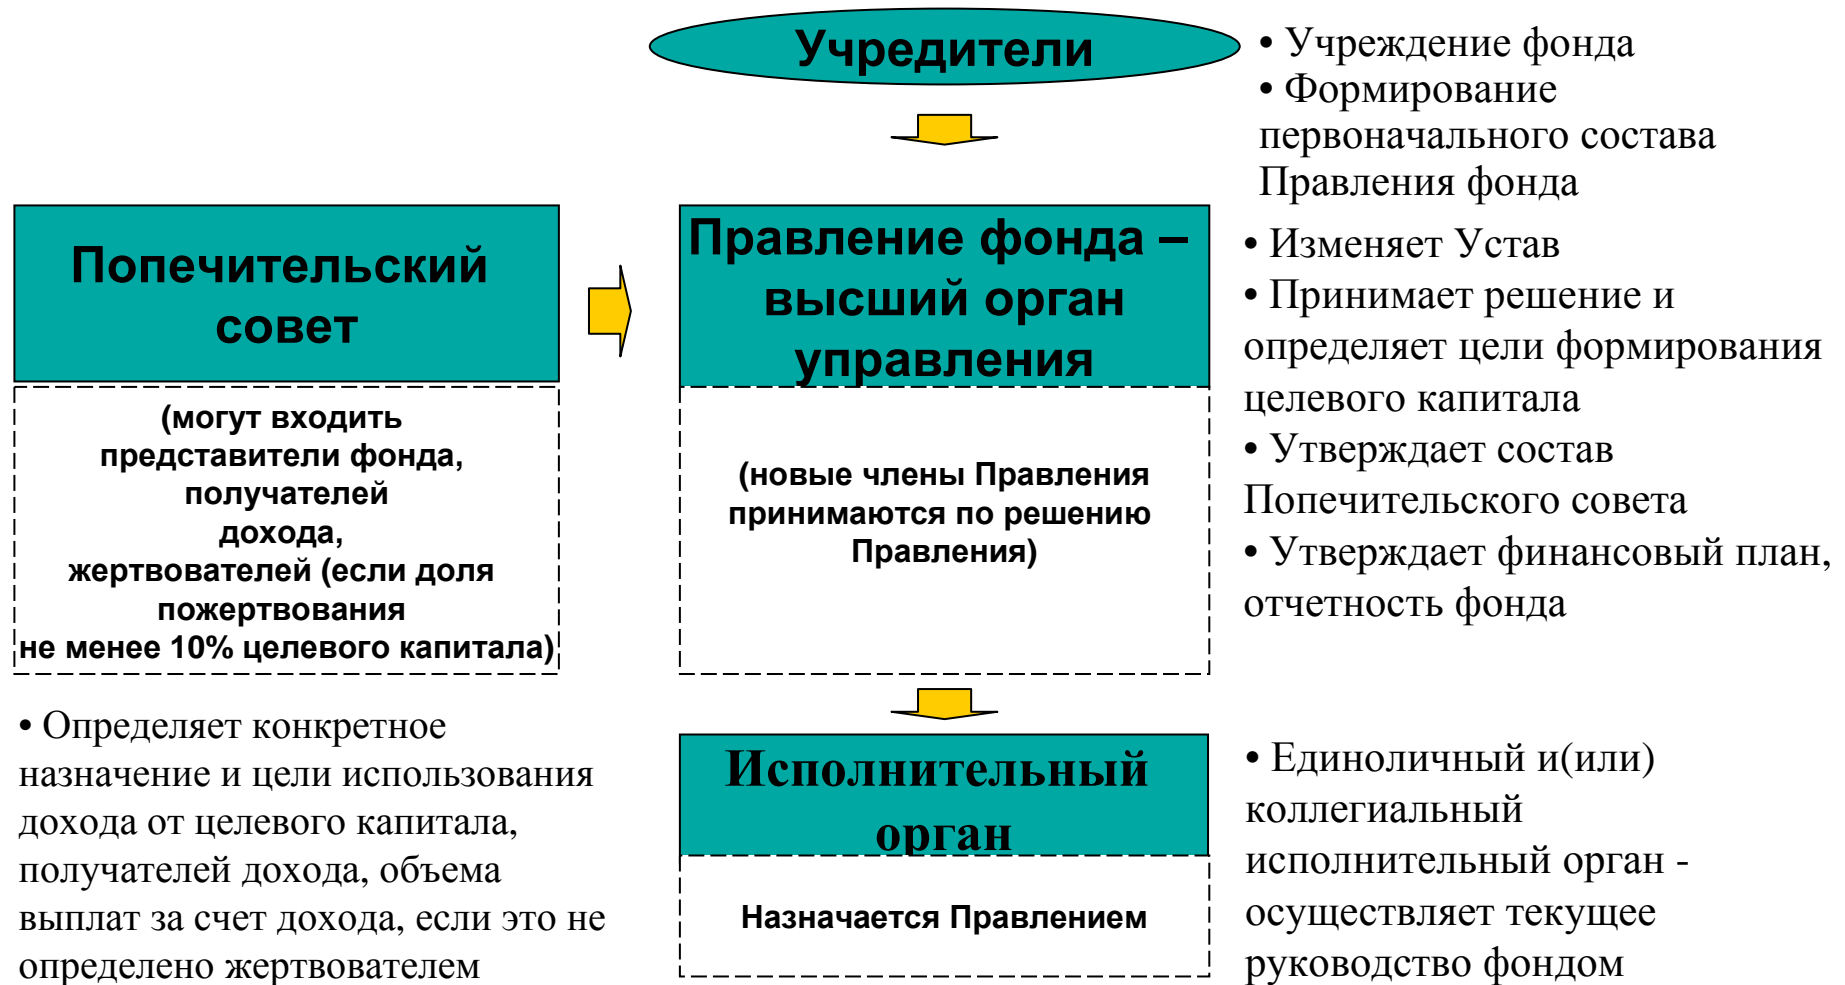 Учредители
• Учреждение фонда
• Формирование
первоначального состава
Правления фонда
Попечительский
совет
(могут входить
представители фонда,
получателей
дохода,
жертвователей (если доля
пожертвования
не менее 10% целевого капитала)
• Определяет конкретное
назначение и цели использования
дохода от целевого капитала,
получателей дохода, объема
выплат за счет дохода, если это не
определено жертвователем
Правление фонда –
высший орган
управления
(новые члены Правления
принимаются по решению
Правления)
• Изменяет Устав
• Принимает решение и
определяет цели формирования
целевого капитала
• Утверждает состав
Попечительского совета
• Утверждает финансовый план,
отчетность фонда
Исполнительный
орган
Назначается Правлением
• Единоличный и(или)
коллегиальный
исполнительный орган -
осуществляет текущее
руководство фондом